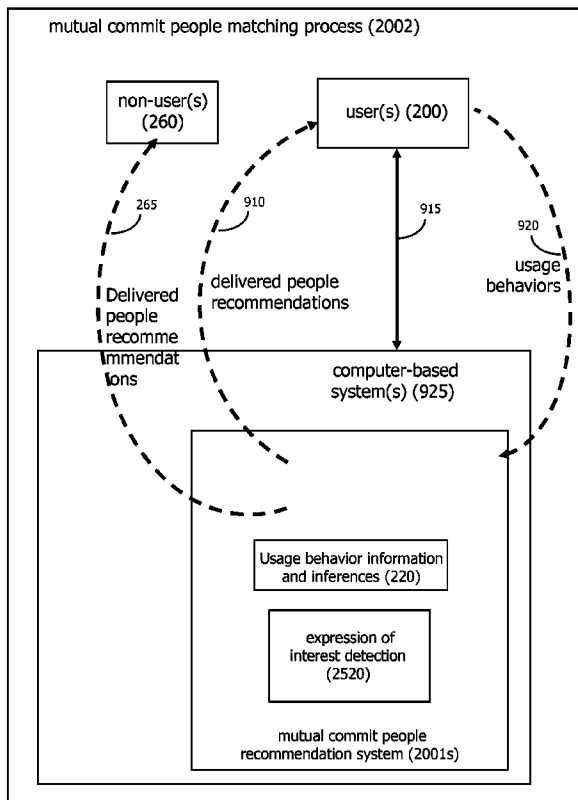 mutual commit people matching process (2002)
non-user(s)
(260)
user(s) (200)
265
910
915
920
usage
behaviors
delivered people
recommendations
Delivered
people
recomme
mmendat
ions
computer-based
system(s) (925)
Usage behavior information
and inferences (220)
expression of
interest detection
(2520)
mutual commit people
recommendation system (2001s)